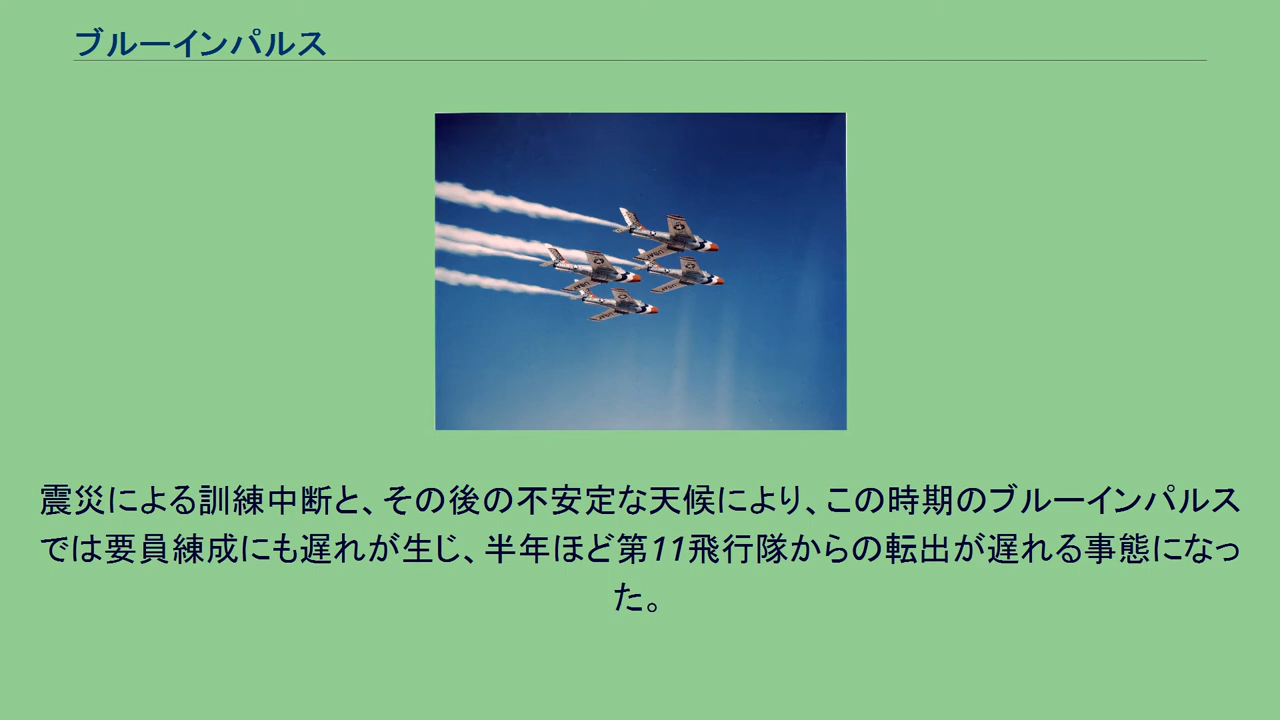 ブルーインパルス
震災による訓練中断と、その後の不安定な天候により、この時期のブルーインパルス
では要員練成にも遅れが生じ、半年ほど第11飛行隊からの転出が遅れる事態になっ
た。